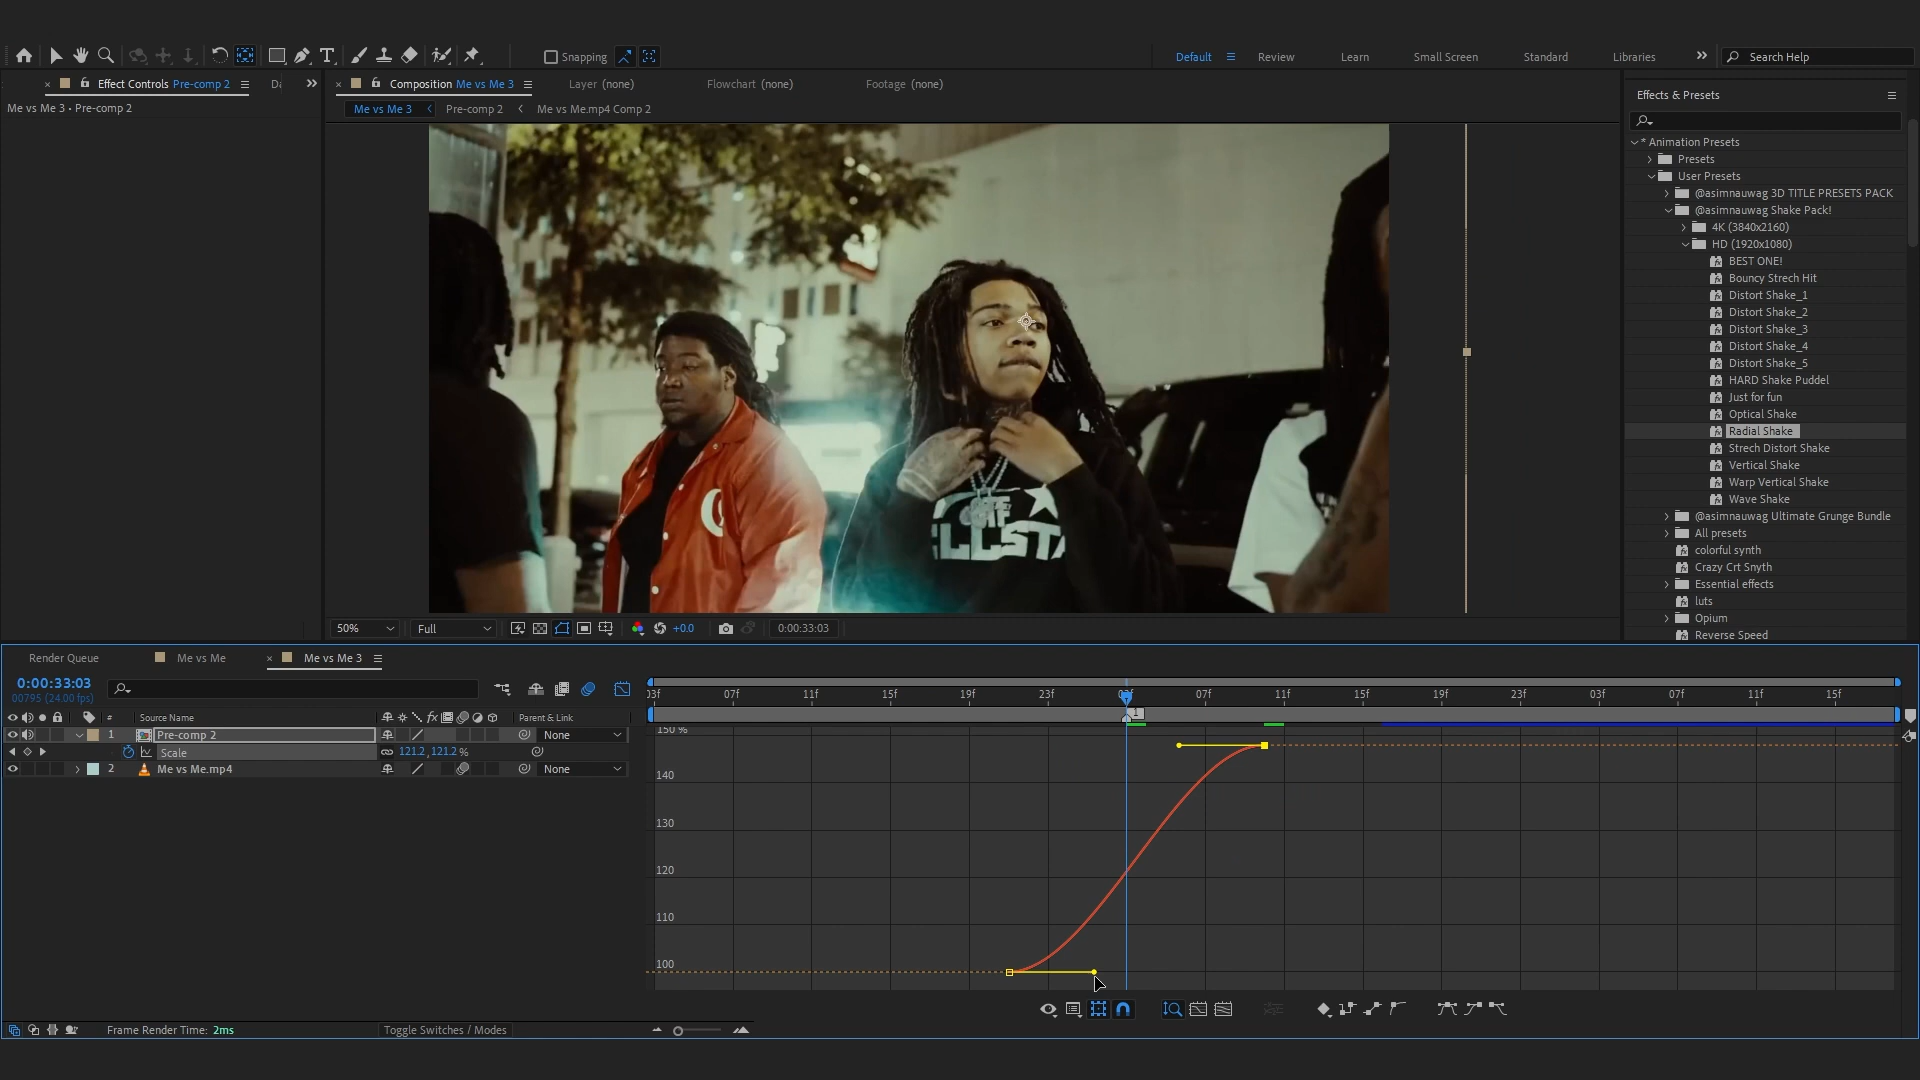 Snapping
Default
Review
Learn
Small Screen
Standard
Libraries
Search Help
Effect Controls Pre-comp 2
Composition Me vs Me 3
Layer (none)
Flowchart (none)
Footage (none)
Me vs Me 3 • Pre-comp 2
Me vs Me 3
Pre-comp 2
Me vs Me.mp4 Comp 2
Effects & Presets
* Animation Presets
Presets
User Presets
@asimnauwag 3D TITLE PRESETS PACK
@asimnauwag Shake Pack!
4K (3840x2160)
HD (1920x1080)
BEST ONE!
Bouncy Strech Hit
Distort Shake_1
Distort Shake_2
Distort Shake_3
Distort Shake_4
Distort Shake_5
HARD Shake Puddel
Just for fun
Optical Shake
Radial Shake
Strech Distort Shake
Vertical Shake
Warp Vertical Shake
Wave Shake
@asimnauwag Ultimate Grunge Bundle
All presets
colorful synth
Crazy Crt Snyth
Essential effects
luts
Opium
Reverse Speed
50%
Full
+0.0
0:00:33:03
Render Queue
Me vs Me
Me vs Me 3
0:00:33:03
00795 (24.00 fps)
03f 07f 11f 15f 19f 23f 03f 07f 11f 15f 19f 23f 03f 07f 11f 15f
# Source Name
Parent & Link
1 Pre-comp 2 None
Scale 121.2, 121.2 %
2 Me vs Me.mp4 None
150 %
140
130
120
110
100
Frame Render Time: 2ms
Toggle Switches / Modes